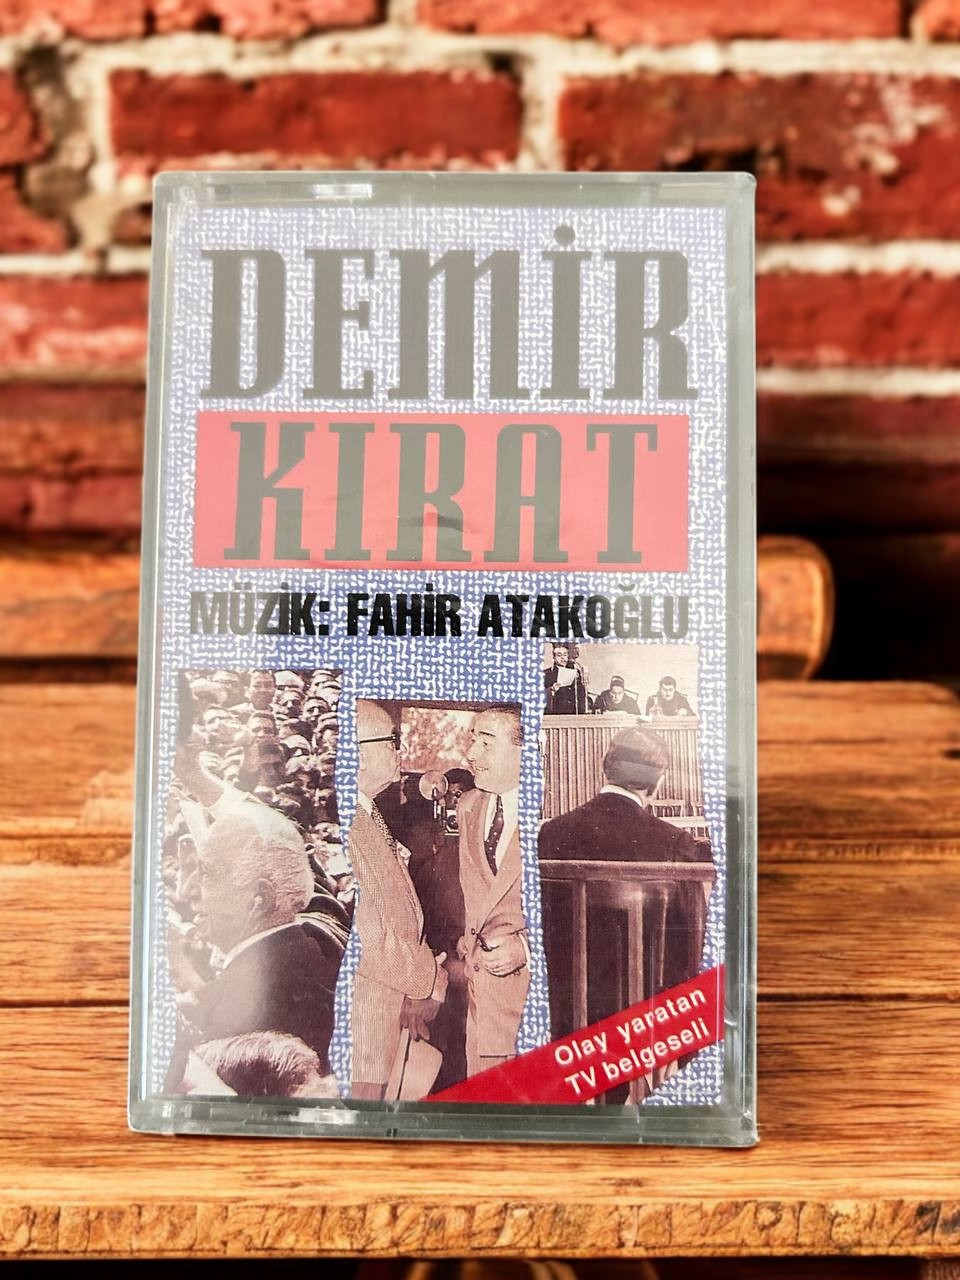 DEMİR
KIRAT
MÜZİK: FAHİR ATAKOĞLU
Olay yaratan
TV belgeseli